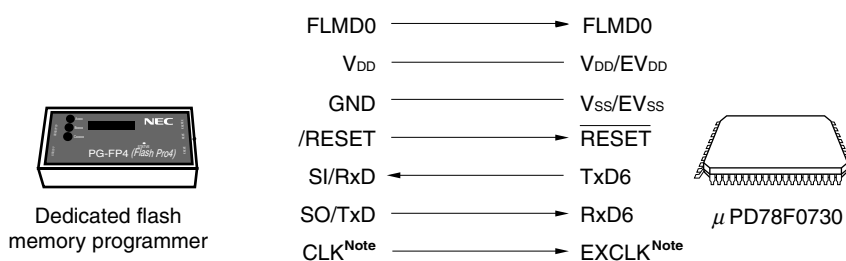 FLMD0 FLMD0
VDD VDD/EVDD
GND VSS/EVSS
/RESET RESET
SI/RxD TxD6
SO/TxD RxD6
CLKNote EXCLKNote
NEC
PG-FP4 (Flash Pro4)
Dedicated flash
memory programmer
μPD78F0730